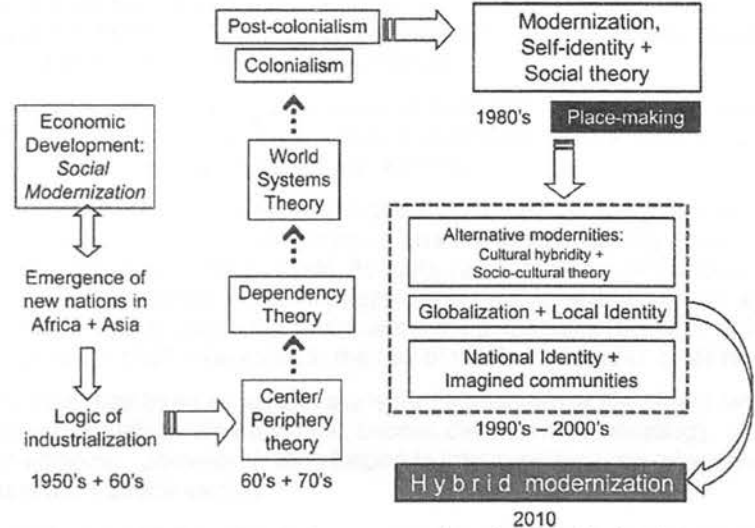 Economic
Development:
Social
Modernization
Emergence of
new nations in
Africa + Asia
Logic of
industrialization
1950's + 60's
Center/
Periphery
theory
60's + 70's
Dependency
Theory
World
Systems
Theory
Colonialism
Post-colonialism
Modernization,
Self-identity +
Social theory
1980's
Place-making
Alternative modernities:
Cultural hybridity +
Socio-cultural theory
Globalization + Local Identity
National Identity +
Imagined communities
1990's – 2000's
Hybrid modernization
2010